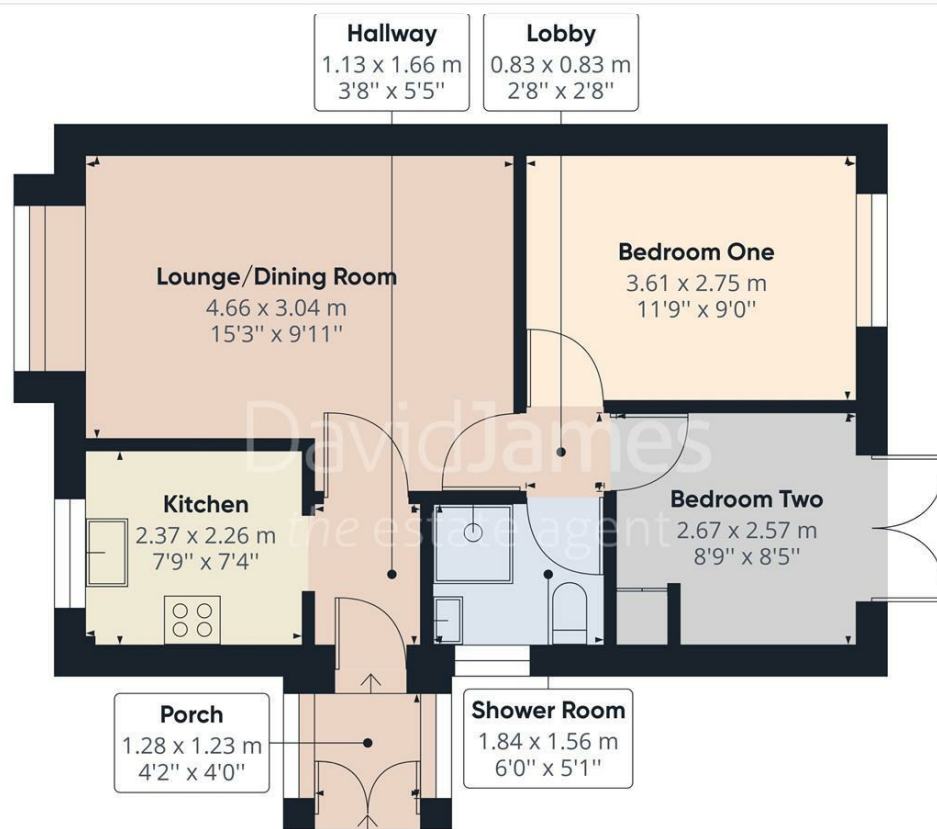 Hallway
1.13 x 1.66 m
3'8'' x 5'5''
Lobby
0.83 x 0.83 m
2'8'' x 2'8''
Lounge/Dining Room
4.66 x 3.04 m
15'3'' x 9'11''
Bedroom One
3.61 x 2.75 m
11'9'' x 9'0''
DavidJames
the estate agent
Kitchen
2.37 x 2.26 m
7'9'' x 7'4''
Bedroom Two
2.67 x 2.57 m
8'9'' x 8'5''
Porch
1.28 x 1.23 m
4'2'' x 4'0''
Shower Room
1.84 x 1.56 m
6'0'' x 5'1''